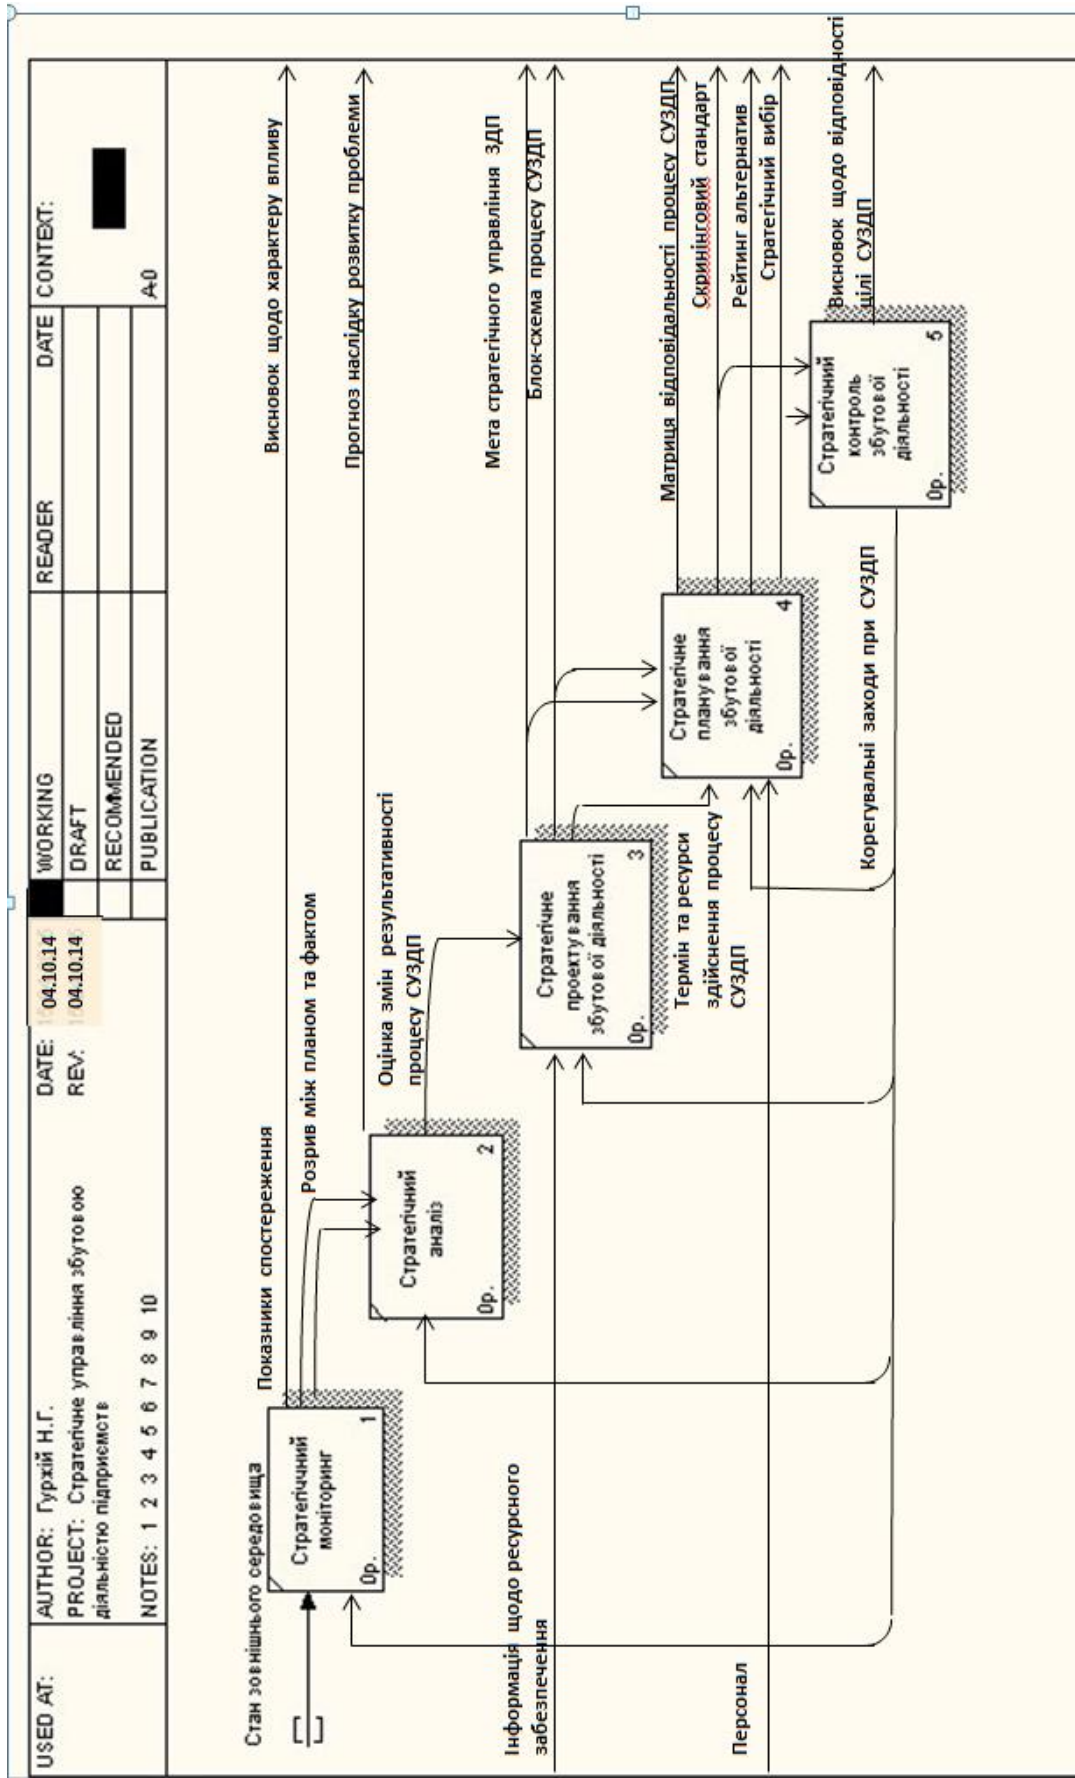 USED AT:
AUTHOR: Гуржій Н.Г.
DATE: 04.10.14
WORKING
READER
DATE
CONTEXT:
PROJECT: Стратегічне управління збутовою
діяльністю підприємств
REV: 04.10.14
DRAFT
RECOMMENDED
NOTES: 1 2 3 4 5 6 7 8 9 10
PUBLICATION
A-0
Стан зовнішнього середовища
Стратегіччний
моніторинг
0р.
1
Показники спостереження
Розрив між планом та фактом
Висновок щодо характеру впливу
Прогноз наслідку розвитку проблеми
Стратегічний
аналіз
0р.
2
Оцінка змін результативності
процесу СУЗДП
Мета стратегічного управління ЗДП
Блок-схема процесу СУЗДП
Інформація щодо ресурсного
забезпечення
Стратегічне
проектування
збутової діяльності
0р.
3
Термін та ресурси
здійснення процесу
СУЗДП
Матриця відповідальності процесу СУЗДП
Скринінговий стандарт
Рейтинг альтернатив
Стратегічний вибір
Стратегічне
планування
збутової
діяльності
0р.
4
Персонал
Висновок щодо відповідності
цілі СУЗДП
Стратегічний
контроль
збутової
діяльності
0р.
5
Корегувальні заходи при СУЗДП